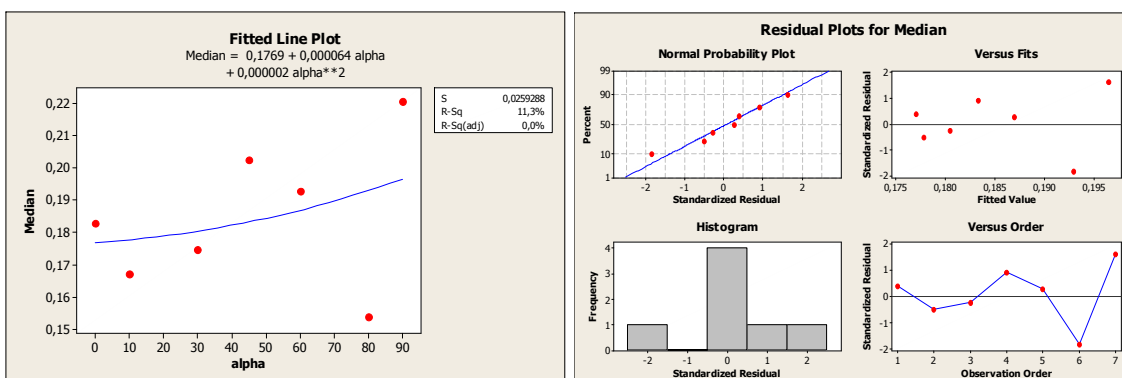 Fitted Line Plot
Median = 0,1769 + 0,000064 alpha
+ 0,000002 alpha**2
S 0,0259288
R-Sq 11,3%
R-Sq(adj) 0,0%
0,22
0,21
0,20
0,19
0,18
0,17
0,16
0,15
Median
0 10 20 30 40 50 60 70 80 90
alpha
Residual Plots for Median
Normal Probability Plot
99
90
50
10
1
Percent
-2 -1 0 1 2
Standardized Residual
Versus Fits
2
1
0
-1
-2
Standardized Residual
0,175 0,180 0,185 0,190 0,195
Fitted Value
Histogram
4
3
2
1
0
Frequency
-2 -1 0 1 2
Standardized Residual
Versus Order
2
1
0
-1
-2
Standardized Residual
1 2 3 4 5 6 7
Observation Order